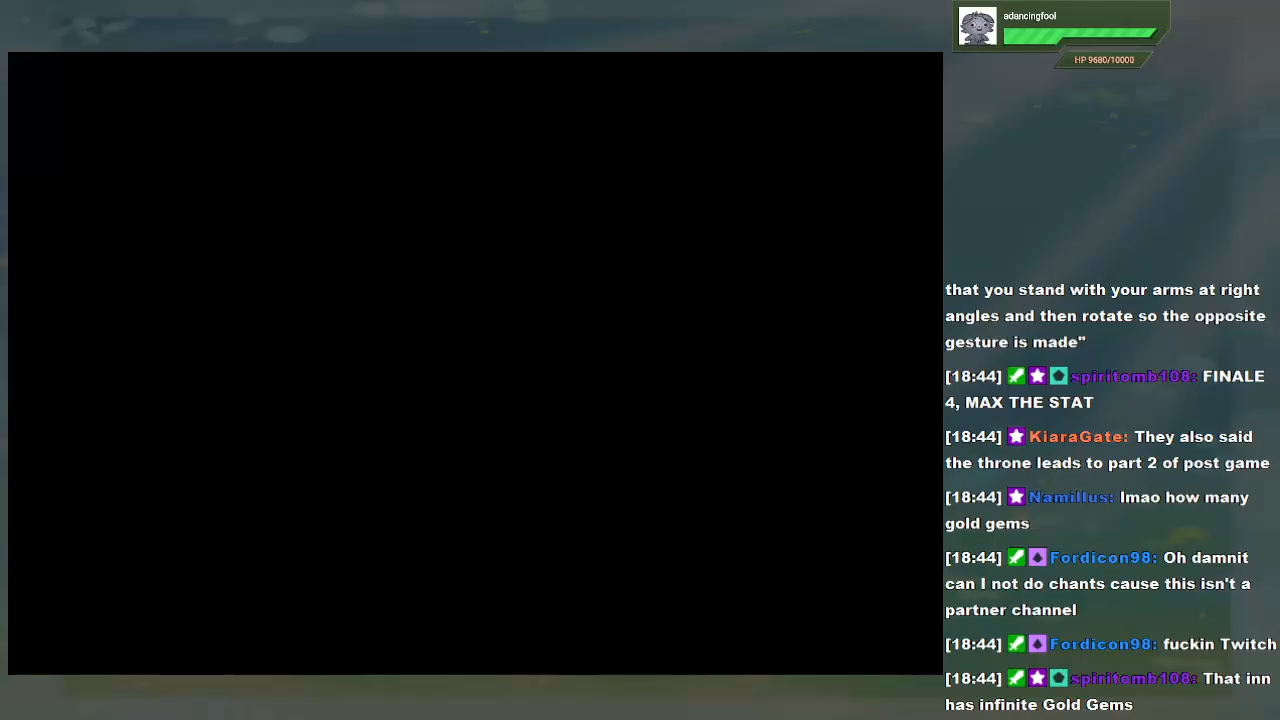 adancingfool
HP 9680/10000
that you stand with your arms at right
angles and then rotate so the opposite
gesture is made"
[18:44] spiritomb108: FINALE
4, MAX THE STAT
[18:44] KiaraGate: They also said
the throne leads to part 2 of post game
[18:44] Namillus: lmao how many
gold gems
[18:44] Fordicon98: Oh damnit
can I not do chants cause this isn't a
partner channel
[18:44] Fordicon98: fuckin Twitch
[18:44] spiritomb108: That inn
has infinite Gold Gems